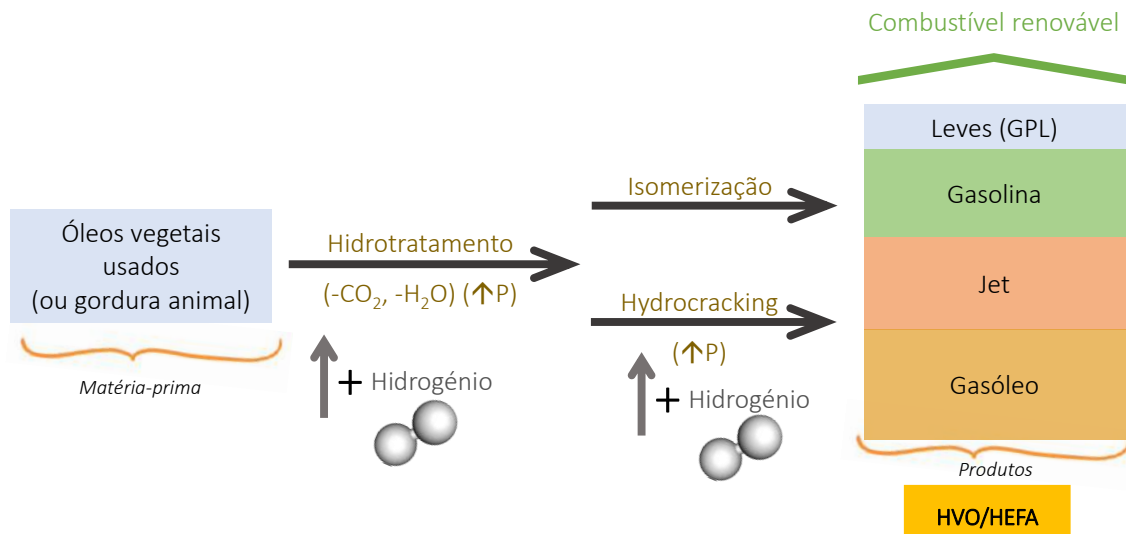 Combustível renovável
Leves (GPL)
Gasolina
Jet
Gasóleo
Produtos
HVO/HEFA
Óleos vegetais
usados
(ou gordura animal)
Matéria-prima
Hidrotratamento
(-CO₂, -H₂O) (↑P)
+ Hidrogénio
Isomerização
Hydrocracking
(↑P)
+ Hidrogénio